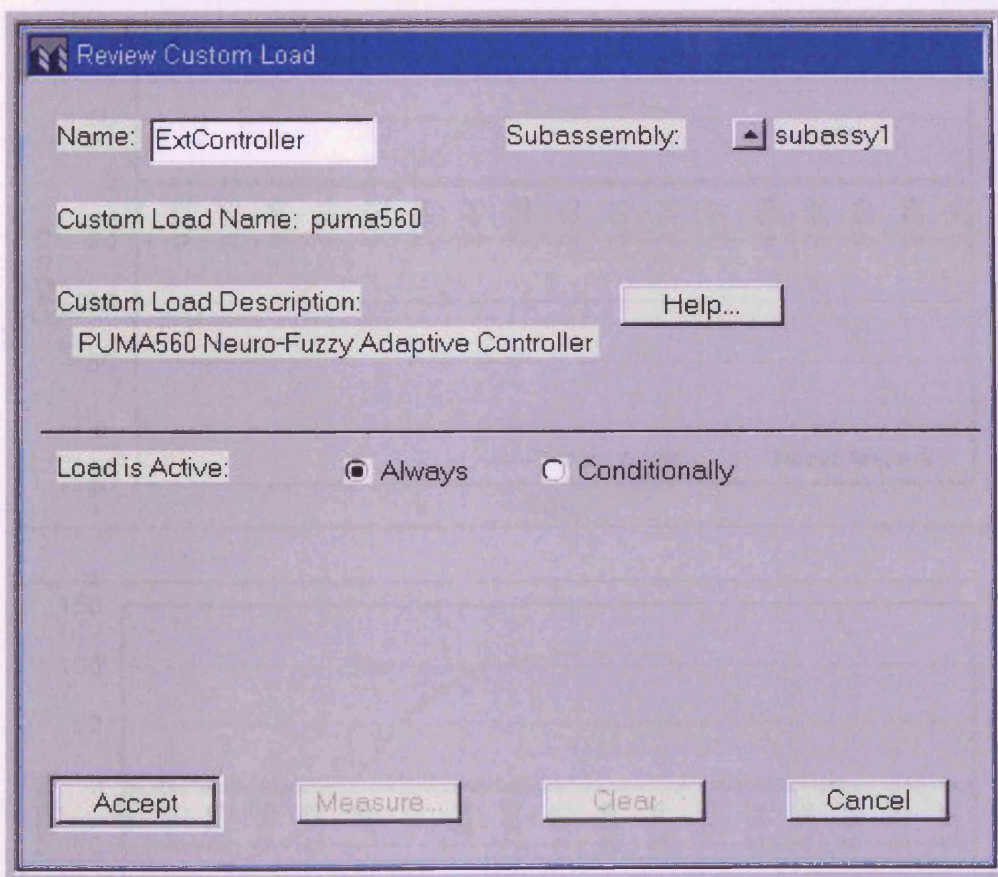 Review Custom Load
Name: ExtController Subassembly: subassy1
Custom Load Name: puma560
Custom Load Description: Help...
PUMA560 Neuro-Fuzzy Adaptive Controller
Load is Active: Always Conditionally
150
Accept Measure... Clear Cancel